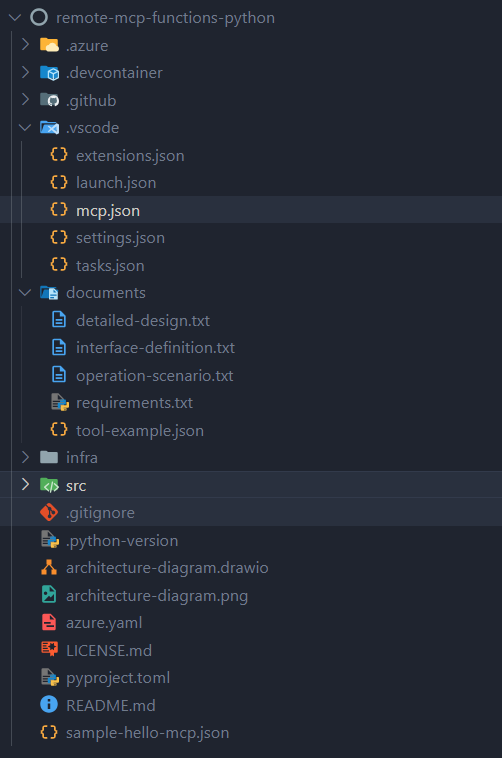 remote-mcp-functions-python
.azure
.devcontainer
.github
.vscode
extensions.json
launch.json
mcp.json
settings.json
tasks.json
documents
detailed-design.txt
interface-definition.txt
operation-scenario.txt
requirements.txt
tool-example.json
infra
src
.gitignore
.python-version
architecture-diagram.drawio
architecture-diagram.png
azure.yaml
LICENSE.md
pyproject.toml
README.md
sample-hello-mcp.json